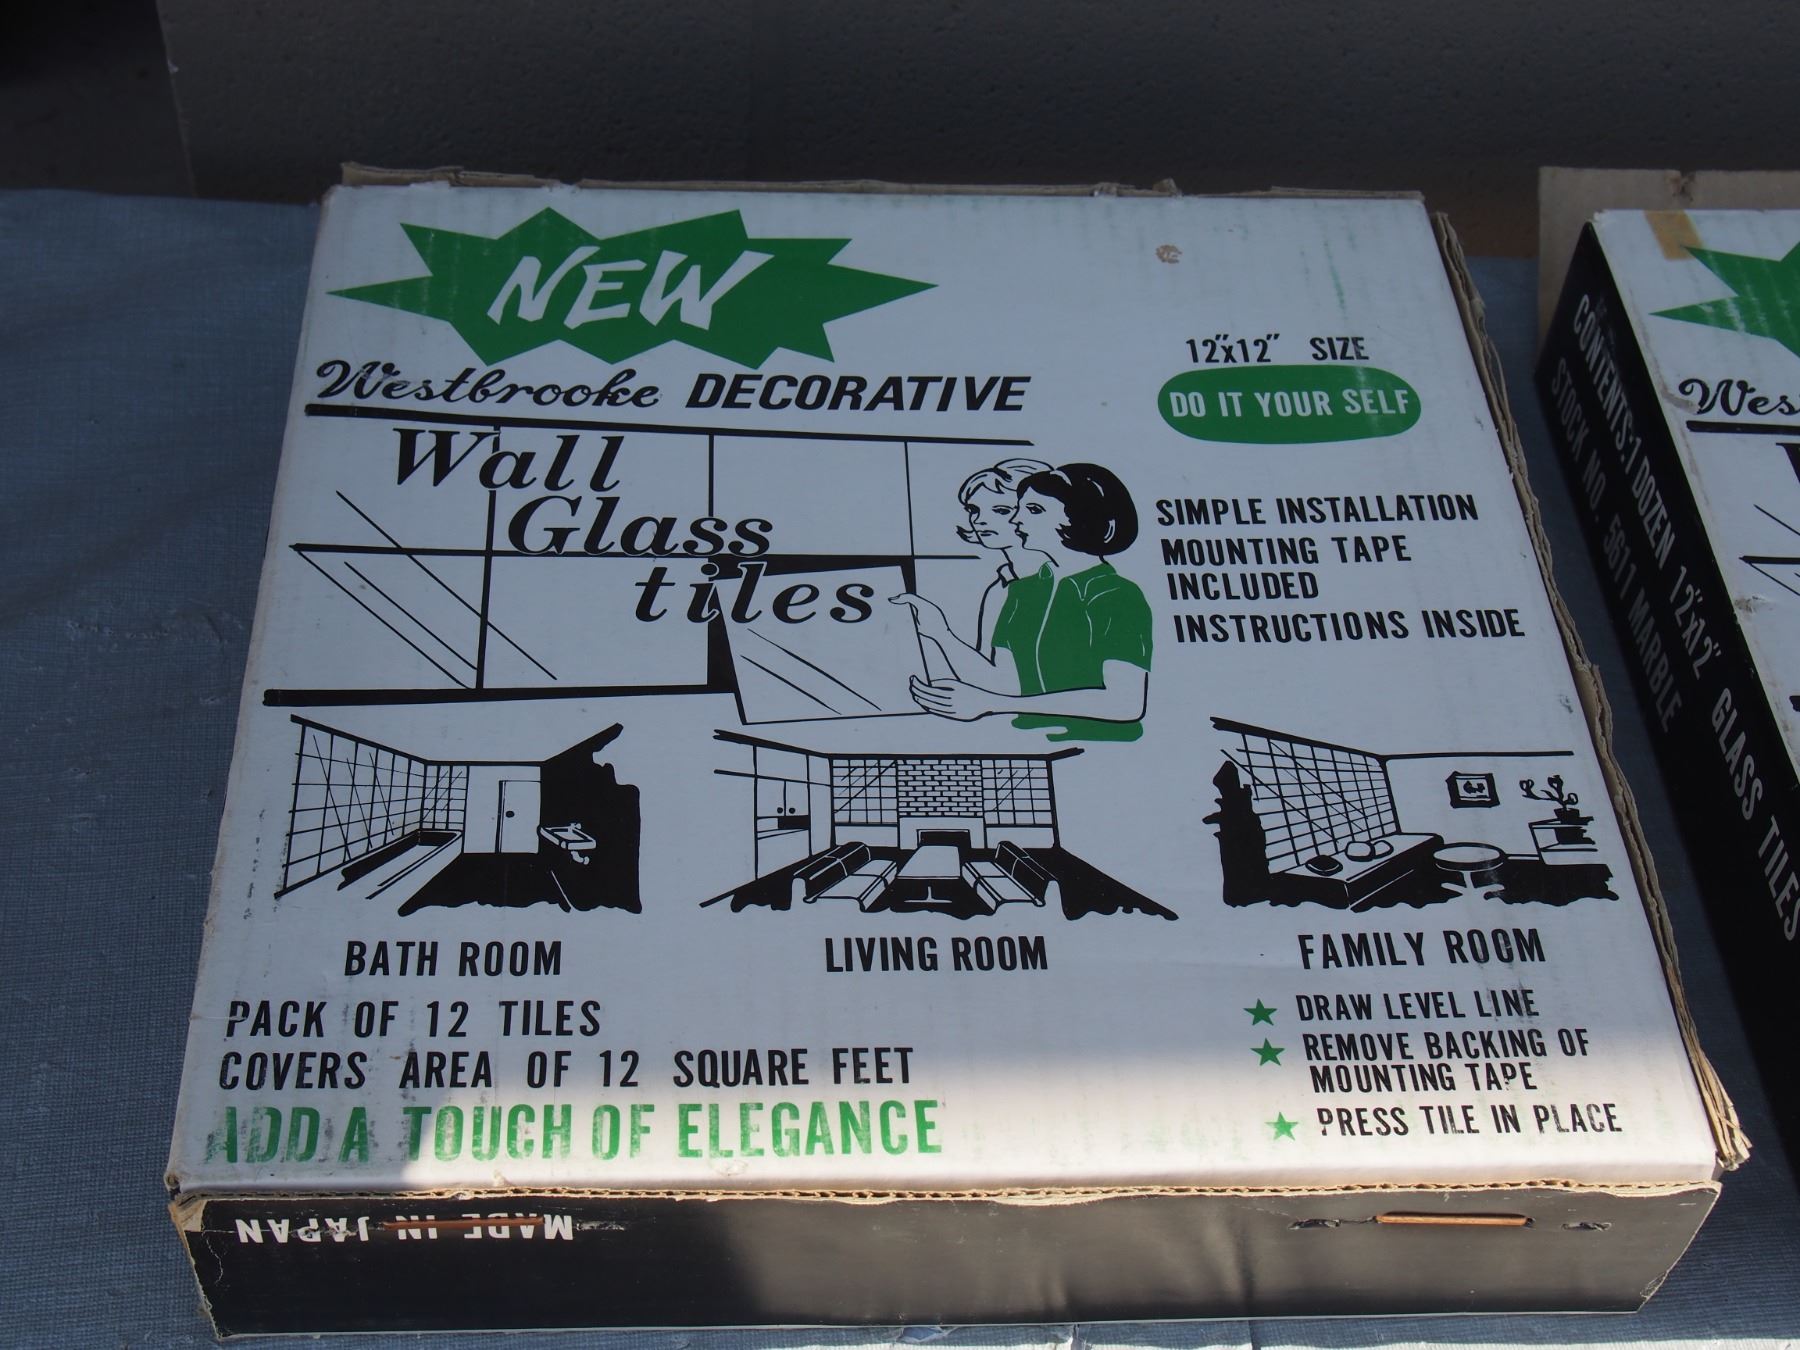 NEW
Westbrooke DECORATIVE
Wall
Glass
tiles
12"x12" SIZE
DO IT YOUR SELF
SIMPLE INSTALLATION
MOUNTING TAPE
INCLUDED
INSTRUCTIONS INSIDE
BATH ROOM
LIVING ROOM
FAMILY ROOM
PACK OF 12 TILES
COVERS AREA OF 12 SQUARE FEET
ADD A TOUCH OF ELEGANCE
★ DRAW LEVEL LINE
★ REMOVE BACKING OF
MOUNTING TAPE
★ PRESS TILE IN PLACE
MADE IN JAPAN
CONTENTS: 1 DOZEN 12"x12" GLASS TILES
STOCK NO. 5611 MARBLE
Wes